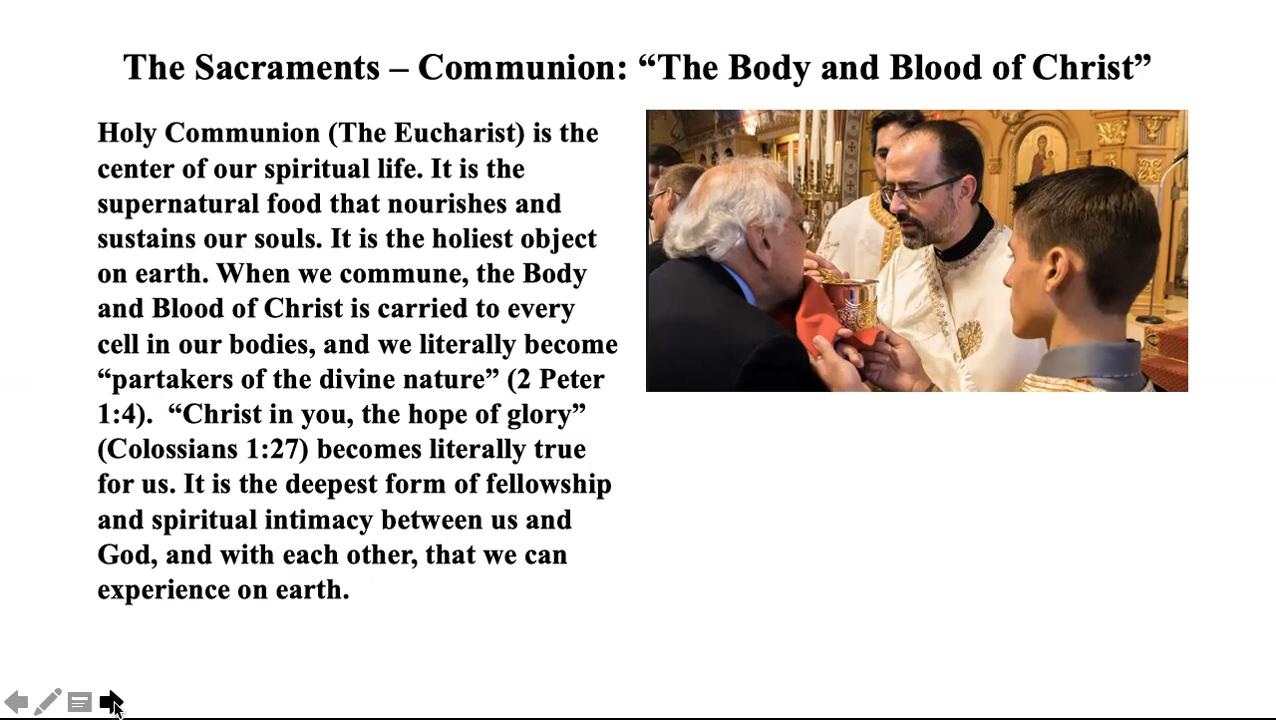 The Sacraments – Communion: “The Body and Blood of Christ”
Holy Communion (The Eucharist) is the
center of our spiritual life. It is the
supernatural food that nourishes and
sustains our souls. It is the holiest object
on earth. When we commune, the Body
and Blood of Christ is carried to every
cell in our bodies, and we literally become
“partakers of the divine nature” (2 Peter
1:4).  “Christ in you, the hope of glory”
(Colossians 1:27) becomes literally true
for us. It is the deepest form of fellowship
and spiritual intimacy between us and
God, and with each other, that we can
experience on earth.